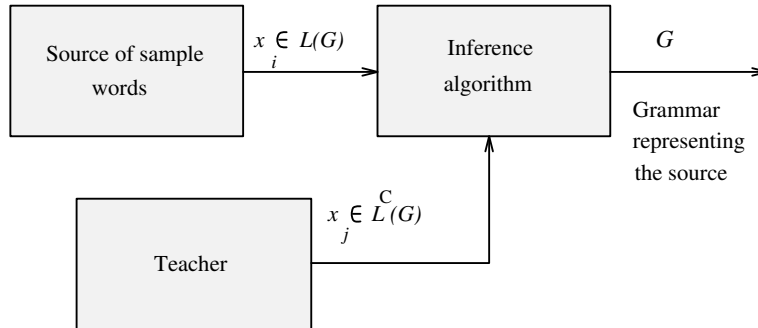 Source of sample
words
x_i ∈ L(G)
Inference
algorithm
G
Grammar
representing
the source
Teacher
x_j ∈ L^C(G)